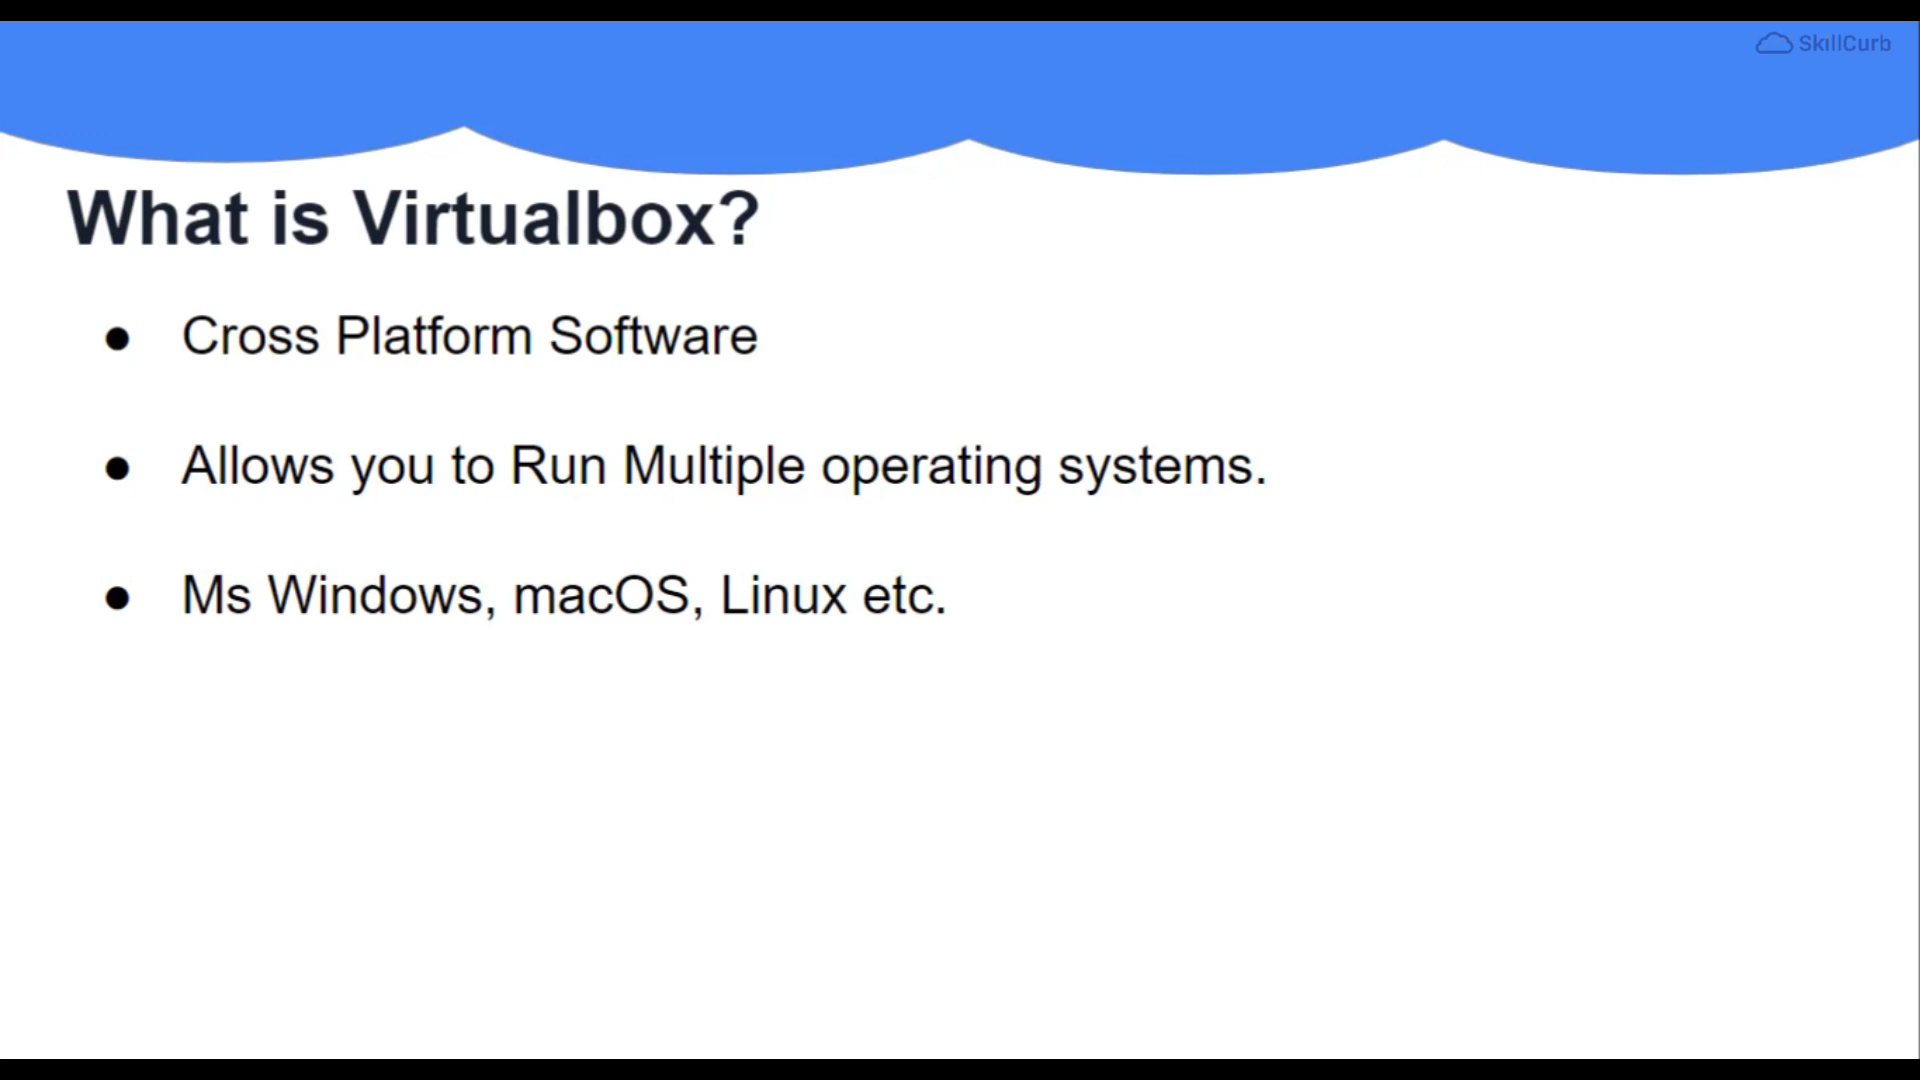 SkillCurb
What is Virtualbox?
● Cross Platform Software
● Allows you to Run Multiple operating systems.
● Ms Windows, macOS, Linux etc.